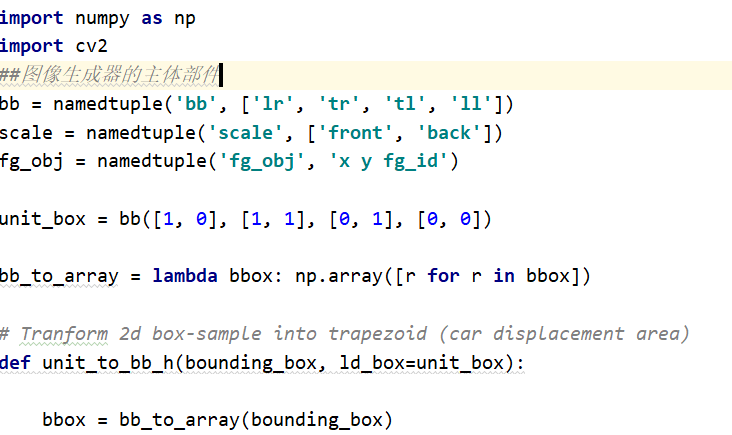 import numpy as np
import cv2
##图像生成器的主体部件
bb = namedtuple('bb', ['lr', 'tr', 'tl', 'll'])
scale = namedtuple('scale', ['front', 'back'])
fg_obj = namedtuple('fg_obj', 'x y fg_id')
unit_box = bb([1, 0], [1, 1], [0, 1], [0, 0])
bb_to_array = lambda bbox: np.array([r for r in bbox])
# Tranform 2d box-sample into trapezoid (car displacement area)
def unit_to_bb_h(bounding_box, ld_box=unit_box):
bbox = bb_to_array(bounding_box)